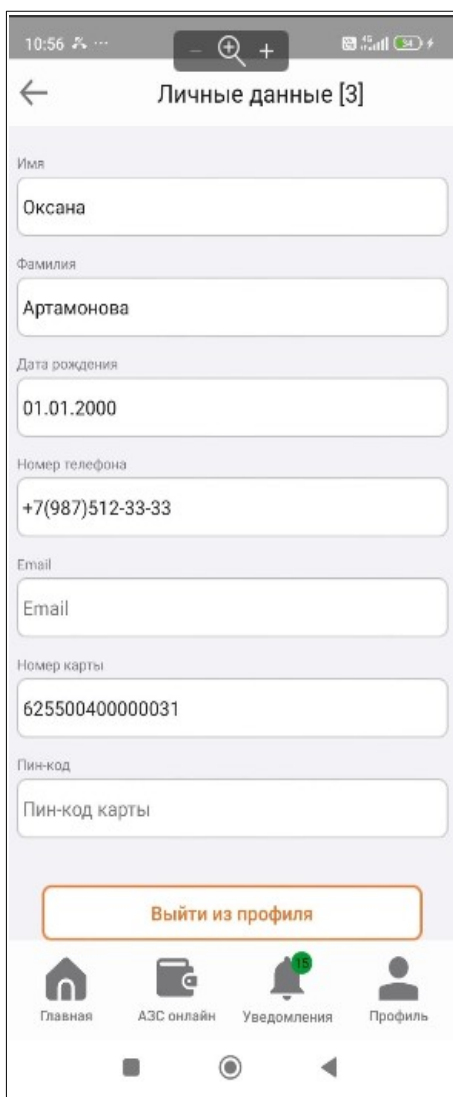 10:56
54
Личные данные [3]
Имя
Оксана
Фамилия
Артамонова
Дата рождения
01.01.2000
Номер телефона
+7(987)512-33-33
Email
Email
Номер карты
625500400000031
Пин-код
Пин-код карты
Выйти из профиля
15
Главная
АЗС онлайн
Уведомления
Профиль